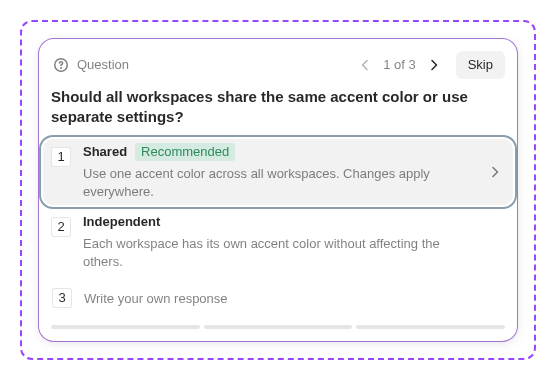 Question
1 of 3
Skip
Should all workspaces share the same accent color or use
separate settings?
1
Shared Recommended
Use one accent color across all workspaces. Changes apply
everywhere.
2
Independent
Each workspace has its own accent color without affecting the
others.
3
Write your own response